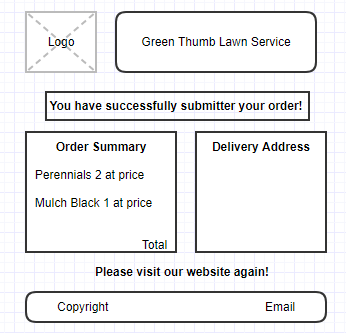 Logo
Green Thumb Lawn Service
You have successfully submitter your order!
Order Summary
Perennials 2 at price
Mulch Black 1 at price
Total
Delivery Address
Please visit our website again!
Copyright Email